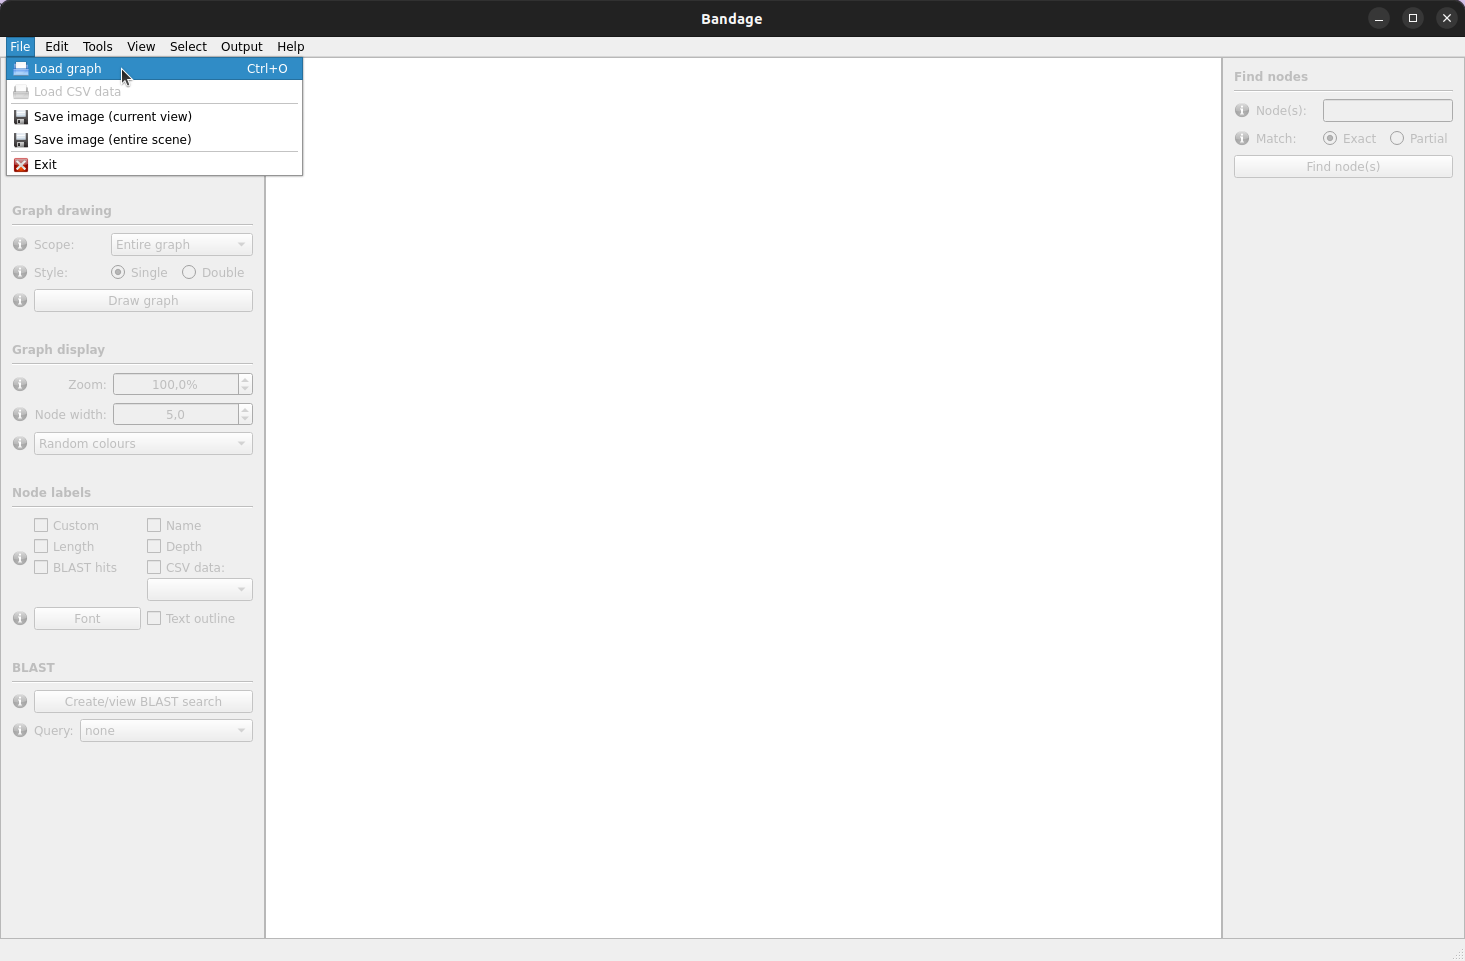 Bandage
File Edit Tools View Select Output Help
Load graph Ctrl+O
Load CSV data
Save image (current view)
Save image (entire scene)
Exit
Graph drawing
Scope: Entire graph
Style: Single Double
Draw graph
Graph display
Zoom: 100,0%
Node width: 5,0
Random colours
Node labels
Custom Name
Length Depth
BLAST hits CSV data:
Font Text outline
BLAST
Create/view BLAST search
Query: none
Find nodes
Node(s):
Match: Exact Partial
Find node(s)